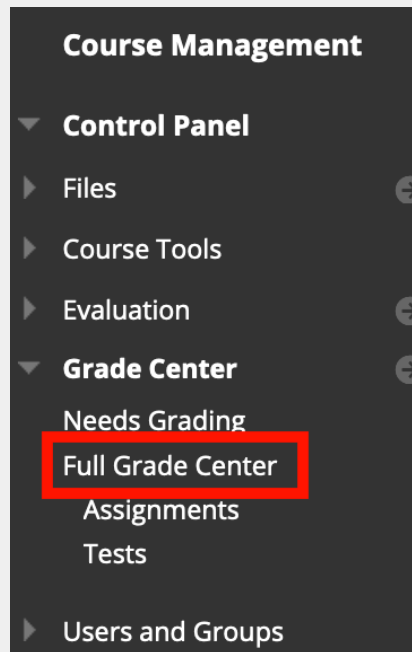 Course Management
Control Panel
Files
Course Tools
Evaluation
Grade Center
Needs Grading
Full Grade Center
Assignments
Tests
Users and Groups